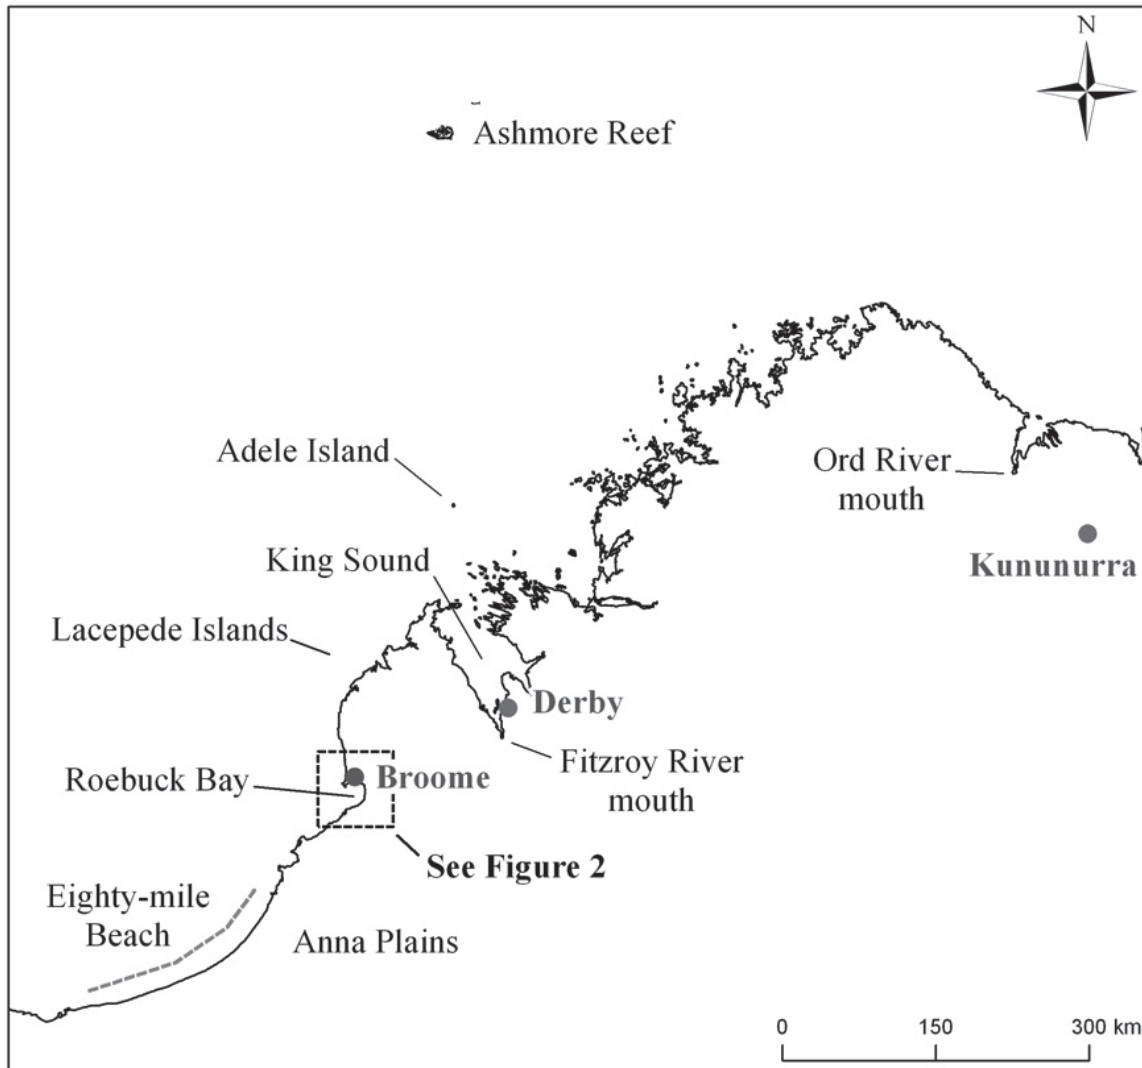 N
Ashmore Reef
Adele Island
Ord River
mouth
King Sound
Kununurra
Lacepede Islands
Derby
Fitzroy River
mouth
Roebuck Bay
Broome
See Figure 2
Eighty-mile
Beach
Anna Plains
0 150 300 km